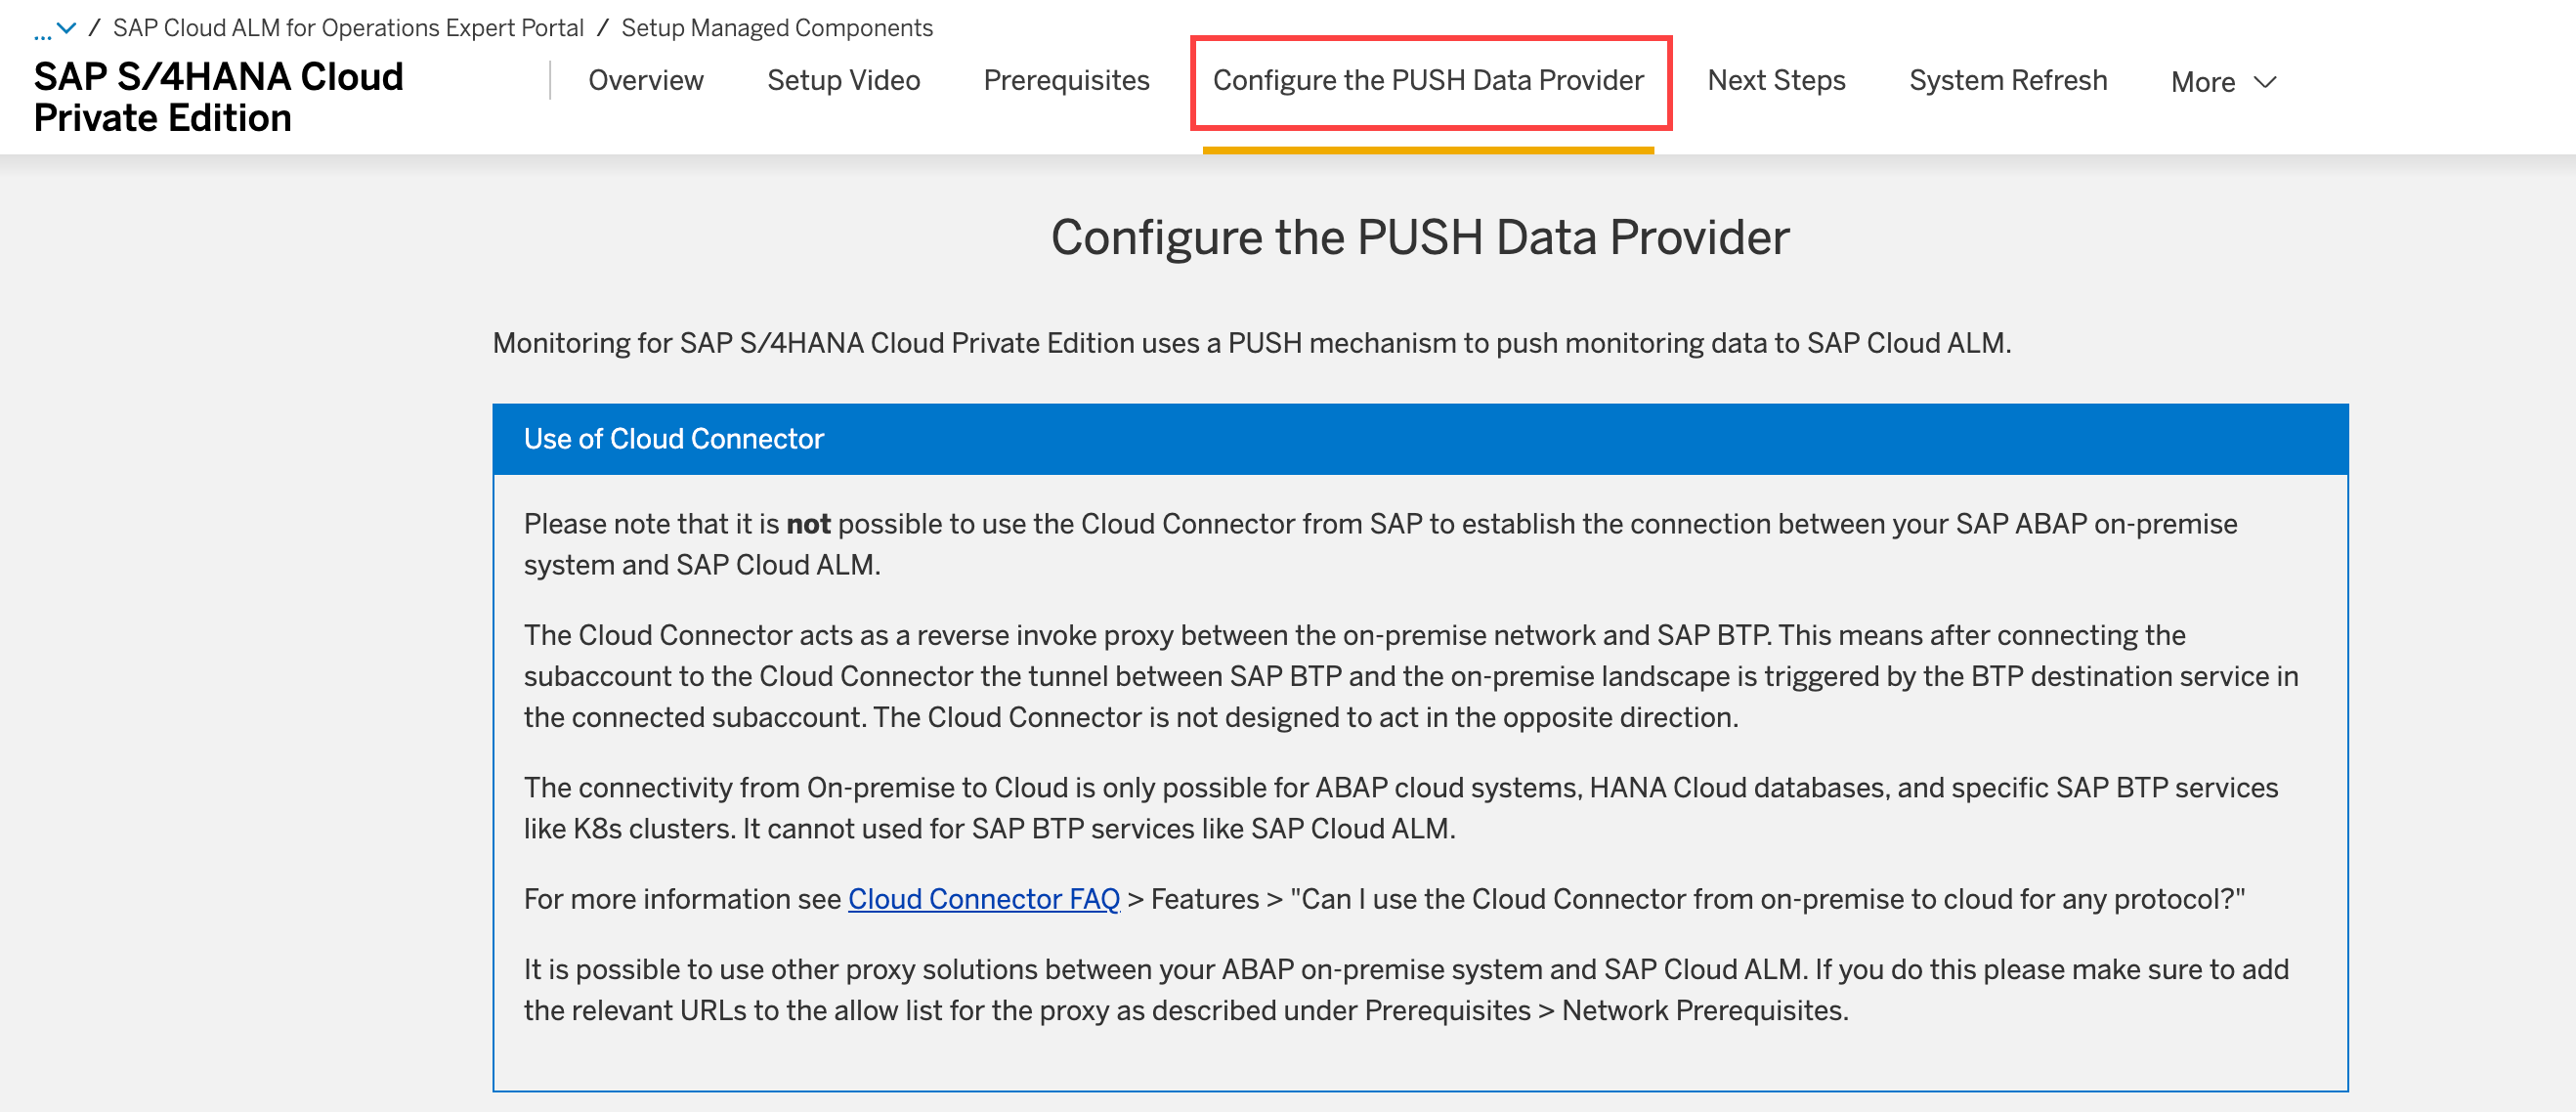 ... / SAP Cloud ALM for Operations Expert Portal / Setup Managed Components
SAP S/4HANA Cloud
Private Edition
Overview
Setup Video
Prerequisites
Configure the PUSH Data Provider
Next Steps
System Refresh
More
Configure the PUSH Data Provider
Monitoring for SAP S/4HANA Cloud Private Edition uses a PUSH mechanism to push monitoring data to SAP Cloud ALM.
Use of Cloud Connector
Please note that it is not possible to use the Cloud Connector from SAP to establish the connection between your SAP ABAP on-premise
system and SAP Cloud ALM.
The Cloud Connector acts as a reverse invoke proxy between the on-premise network and SAP BTP. This means after connecting the
subaccount to the Cloud Connector the tunnel between SAP BTP and the on-premise landscape is triggered by the BTP destination service in
the connected subaccount. The Cloud Connector is not designed to act in the opposite direction.
The connectivity from On-premise to Cloud is only possible for ABAP cloud systems, HANA Cloud databases, and specific SAP BTP services
like K8s clusters. It cannot used for SAP BTP services like SAP Cloud ALM.
For more information see Cloud Connector FAQ > Features > "Can I use the Cloud Connector from on-premise to cloud for any protocol?"
It is possible to use other proxy solutions between your ABAP on-premise system and SAP Cloud ALM. If you do this please make sure to add
the relevant URLs to the allow list for the proxy as described under Prerequisites > Network Prerequisites.